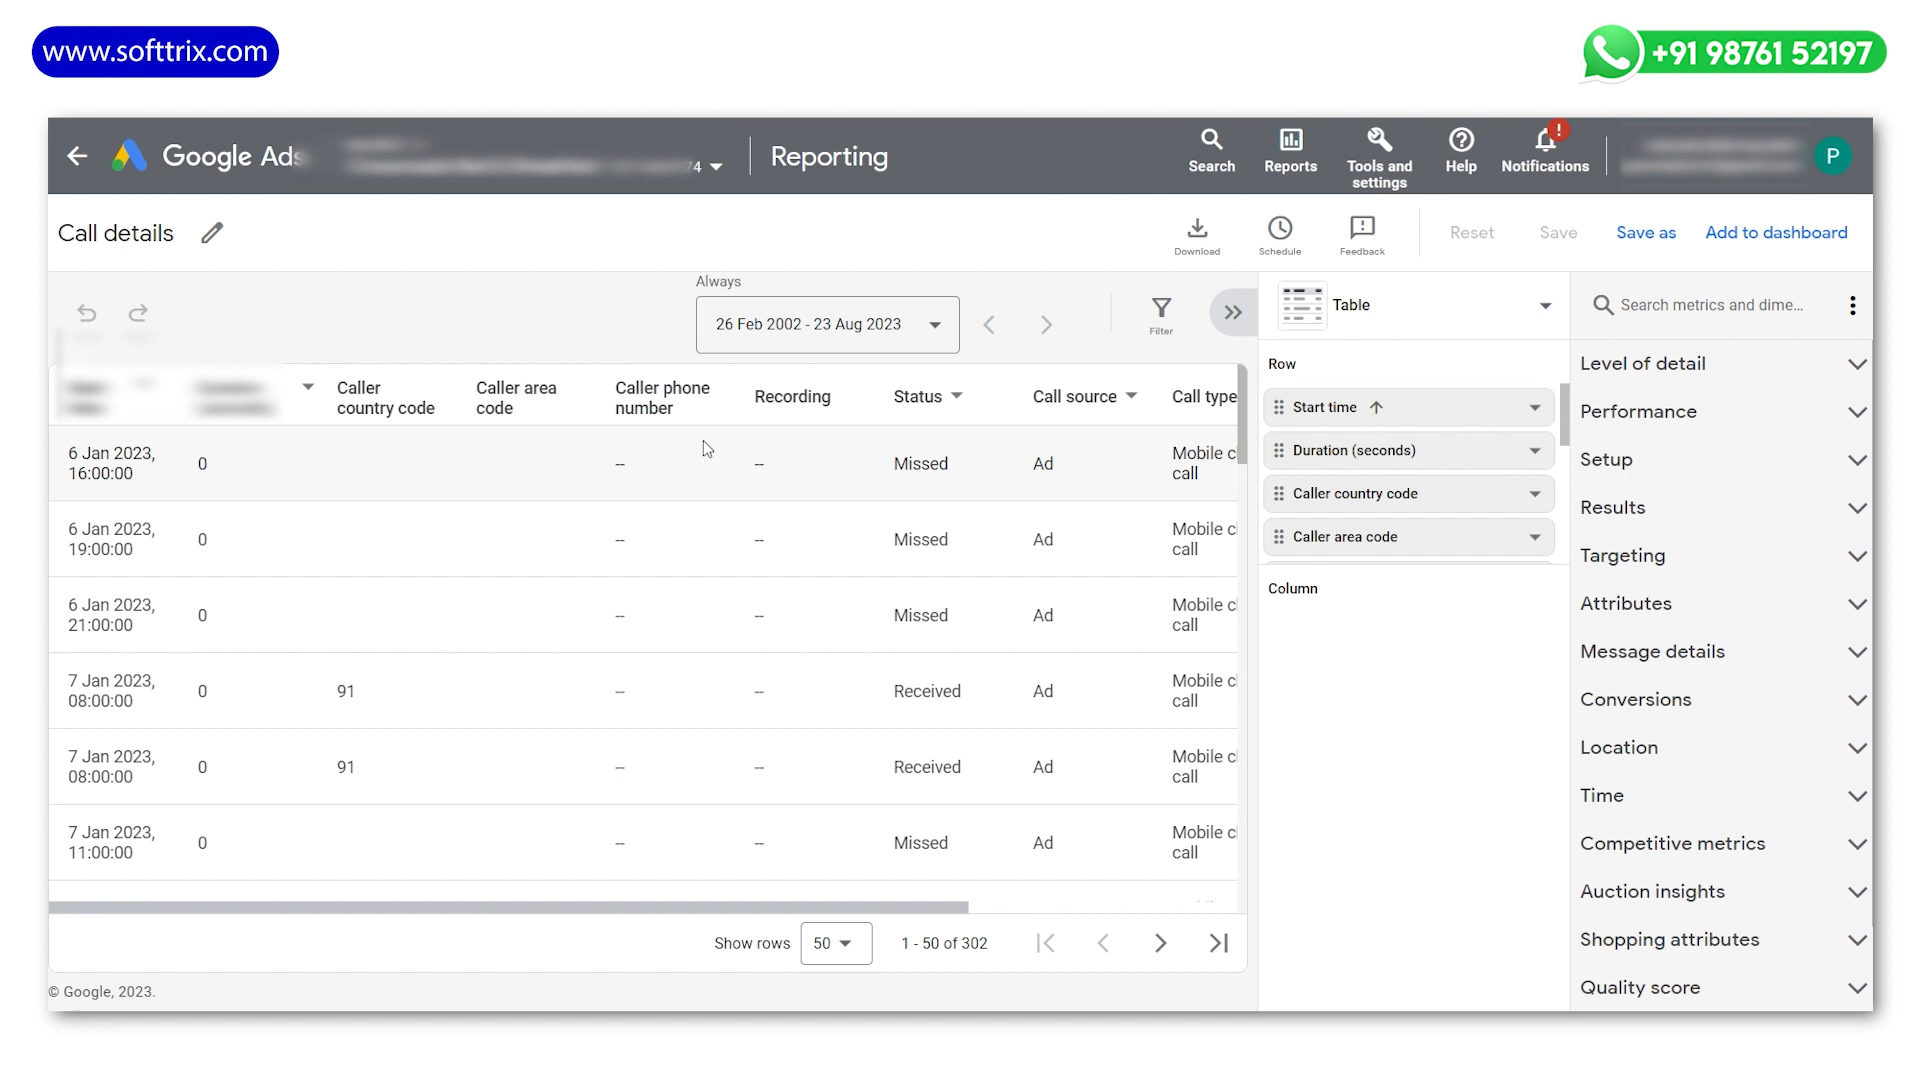 www.softtrix.com
+91 98761 52197
Google Ads
74
Reporting
Search
Reports
Tools and
settings
Help
Notifications
!
P
Call details
Download
Schedule
Feedback
Reset
Save
Save as
Add to dashboard
Always
26 Feb 2002 - 23 Aug 2023
Filter
Table
Search metrics and dime...
Caller
country code
Caller area
code
Caller phone
number
Recording
Status
Call source
Call type
6 Jan 2023,
16:00:00
0
--
--
Missed
Ad
Mobile cl
call
6 Jan 2023,
19:00:00
0
--
--
Missed
Ad
Mobile cl
call
6 Jan 2023,
21:00:00
0
--
--
Missed
Ad
Mobile cl
call
7 Jan 2023,
08:00:00
0
91
--
--
Received
Ad
Mobile cl
call
7 Jan 2023,
08:00:00
0
91
--
--
Received
Ad
Mobile cl
call
7 Jan 2023,
11:00:00
0
--
--
Missed
Ad
Mobile cl
call
Show rows
50
1 - 50 of 302
© Google, 2023.
Row
Start time
Duration (seconds)
Caller country code
Caller area code
Column
Level of detail
Performance
Setup
Results
Targeting
Attributes
Message details
Conversions
Location
Time
Competitive metrics
Auction insights
Shopping attributes
Quality score